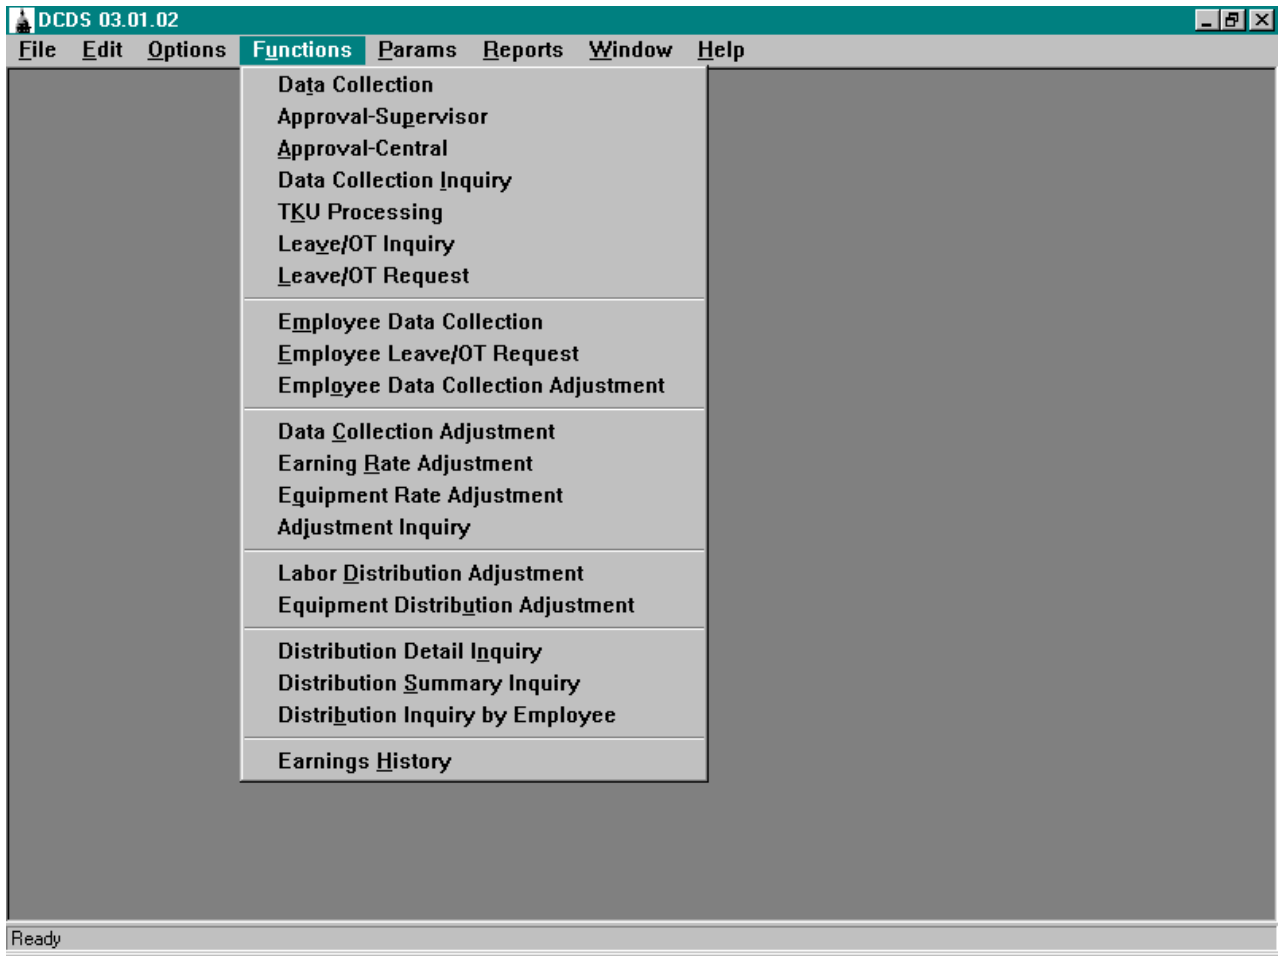 DCDS 03.01.02
File Edit Options Functions Params Reports Window Help
Data Collection
Approval-Supervisor
Approval-Central
Data Collection Inquiry
TKU Processing
Leave/OT Inquiry
Leave/OT Request
Employee Data Collection
Employee Leave/OT Request
Employee Data Collection Adjustment
Data Collection Adjustment
Earning Rate Adjustment
Equipment Rate Adjustment
Adjustment Inquiry
Labor Distribution Adjustment
Equipment Distribution Adjustment
Distribution Detail Inquiry
Distribution Summary Inquiry
Distribution Inquiry by Employee
Earnings History
Ready